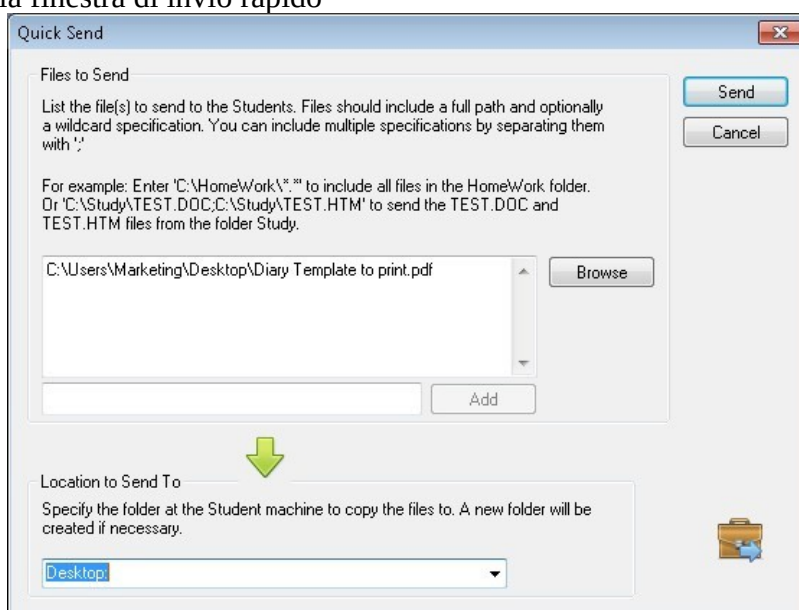 la finestra di invio rapido
Quick Send
Files to Send
List the file(s) to send to the Students. Files should include a full path and optionally
a wildcard specification. You can include multiple specifications by separating them
with ';'
For example: Enter 'C:\HomeWork\*.*' to include all files in the HomeWork folder.
Or 'C:\Study\TEST.DOC;C:\Study\TEST.HTM' to send the TEST.DOC and
TEST.HTM files from the folder Study.
C:\Users\Marketing\Desktop\Diary Template to print.pdf
Browse
Add
Send
Cancel
Location to Send To
Specify the folder at the Student machine to copy the files to. A new folder will be
created if necessary.
Desktop: